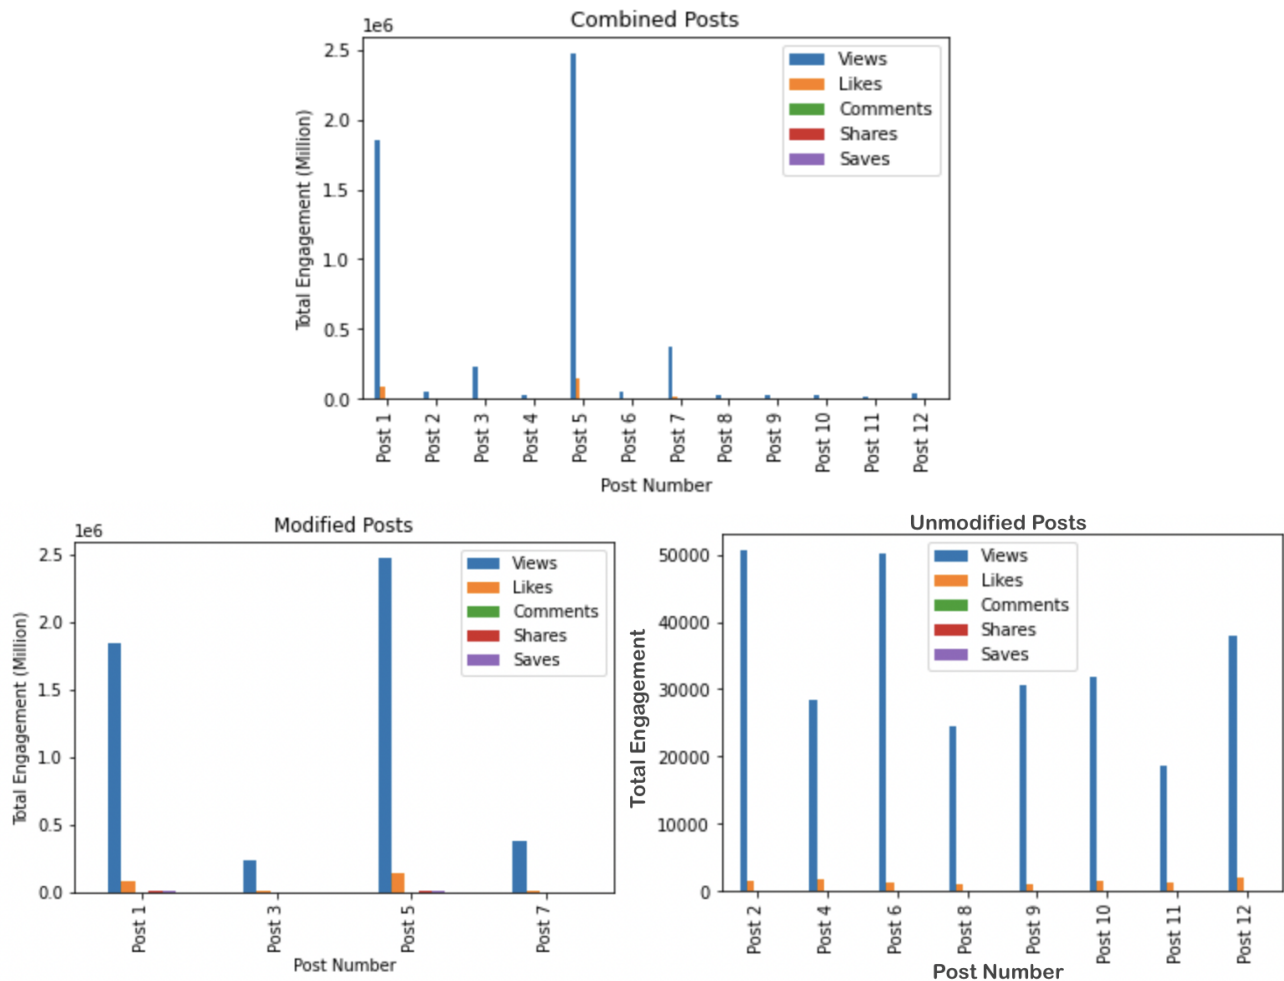 Combined Posts
1e6
2.5
2.0
1.5
1.0
0.5
0.0
Total Engagement (Million)
Views
Likes
Comments
Shares
Saves
Post 1
Post 2
Post 3
Post 4
Post 5
Post 6
Post 7
Post 8
Post 9
Post 10
Post 11
Post 12
Post Number
Modified Posts
1e6
2.5
2.0
1.5
1.0
0.5
0.0
Total Engagement (Million)
Views
Likes
Comments
Shares
Saves
Post 1
Post 3
Post 5
Post 7
Post Number
Unmodified Posts
50000
40000
30000
20000
10000
0
Total Engagement
Views
Likes
Comments
Shares
Saves
Post 2
Post 4
Post 6
Post 8
Post 9
Post 10
Post 11
Post 12
Post Number